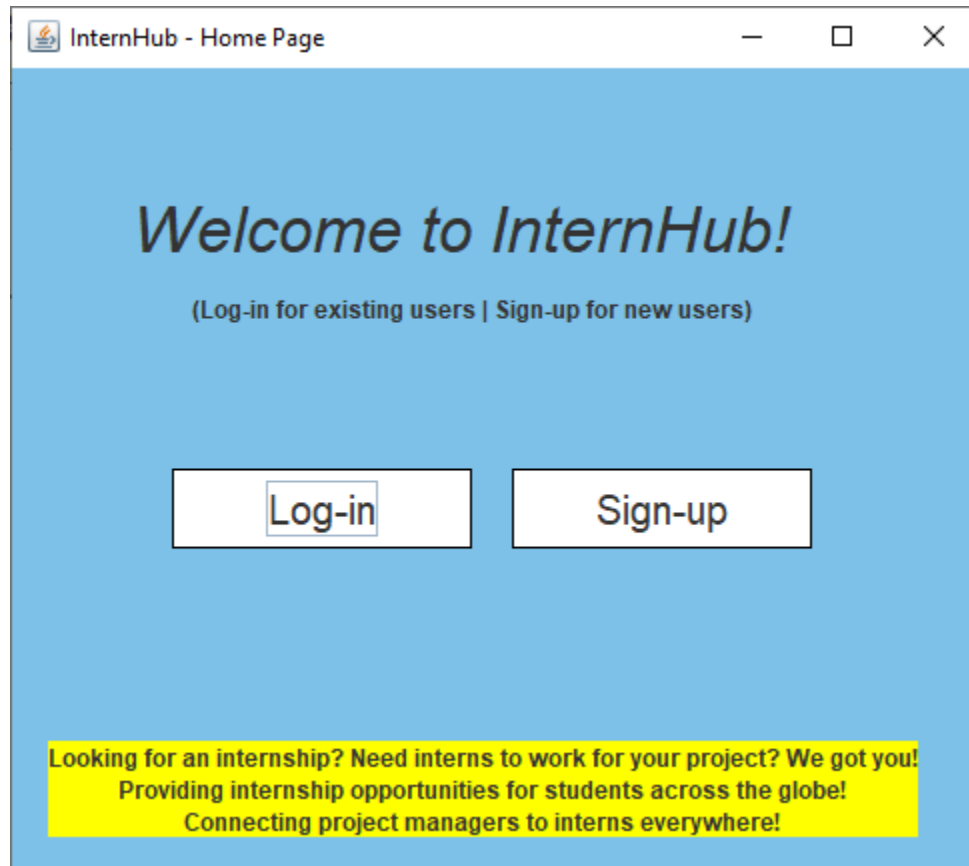 InternHub - Home Page
Welcome to InternHub!
(Log-in for existing users | Sign-up for new users)
Log-in
Sign-up
Looking for an internship? Need interns to work for your project? We got you!
Providing internship opportunities for students across the globe!
Connecting project managers to interns everywhere!